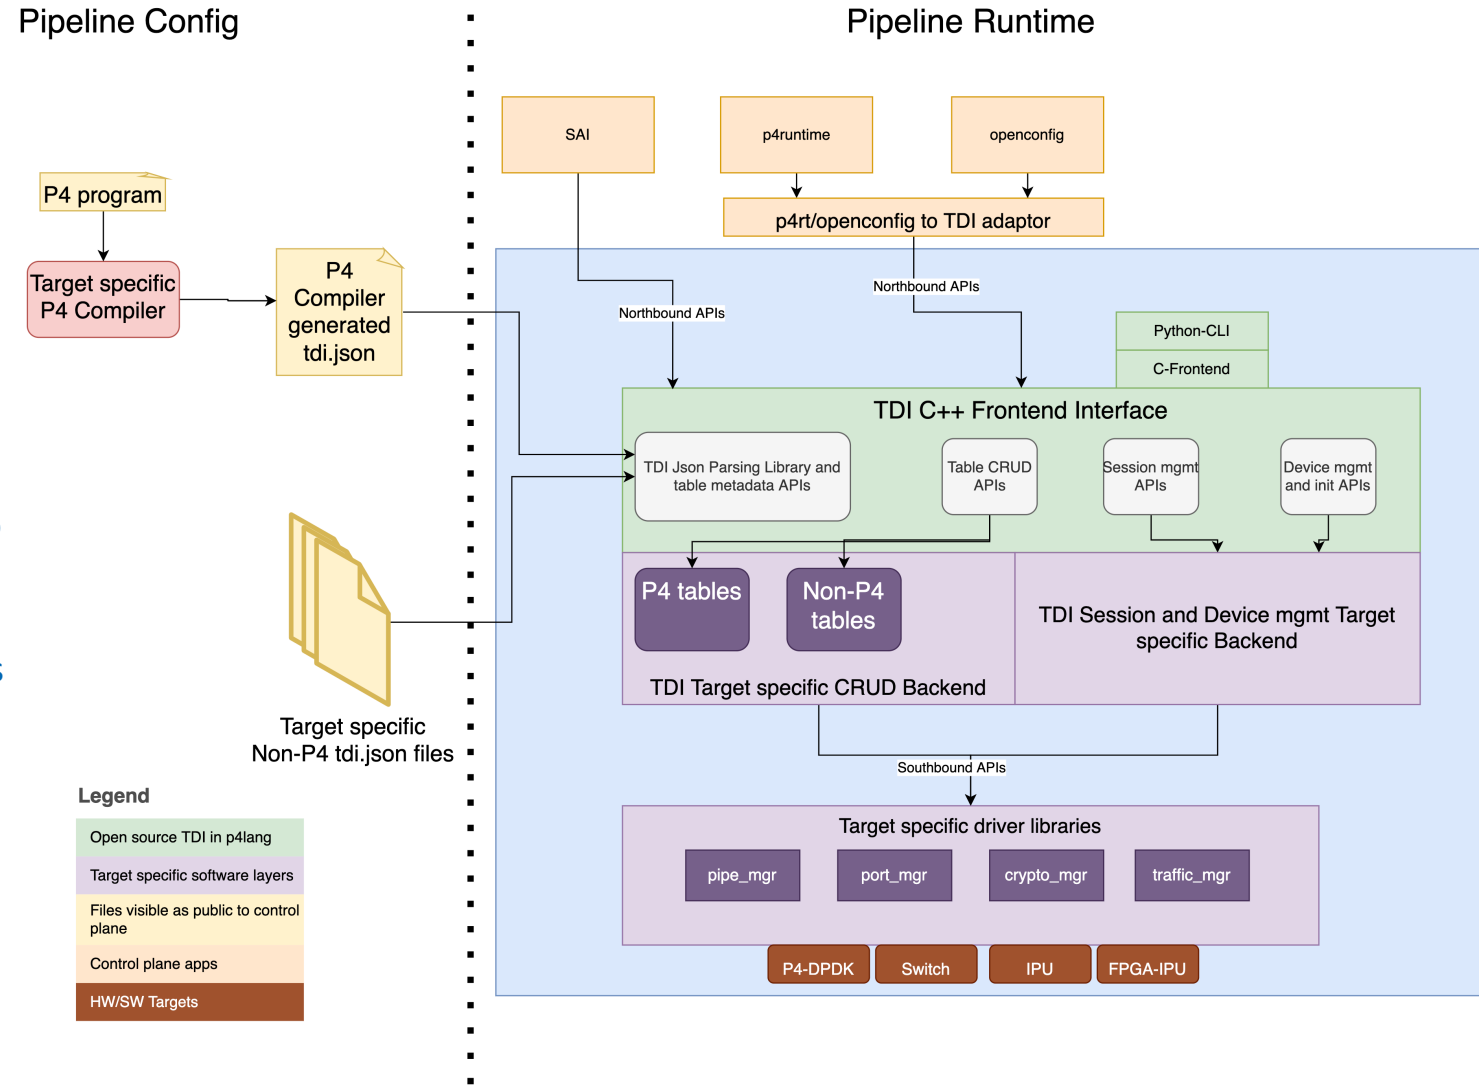 Pipeline Config
Pipeline Runtime
SAI
p4runtime
openconfig
P4 program
p4rt/openconfig to TDI adaptor
Target specific
P4 Compiler
P4
Compiler
generated
tdi.json
Northbound APIs
Northbound APIs
Python-CLI
C-Frontend
TDI C++ Frontend Interface
TDI Json Parsing Library and
table metadata APIs
Table CRUD
APIs
Session mgmt
APIs
Device mgmt
and init APIs
P4 tables
Non-P4
tables
TDI Target specific CRUD Backend
TDI Session and Device mgmt Target
specific Backend
Target specific
Non-P4 tdi.json files
Southbound APIs
Target specific driver libraries
pipe_mgr
port_mgr
crypto_mgr
traffic_mgr
P4-DPDK
Switch
IPU
FPGA-IPU
Legend
Open source TDI in p4lang
Target specific software layers
Files visible as public to control
plane
Control plane apps
HW/SW Targets